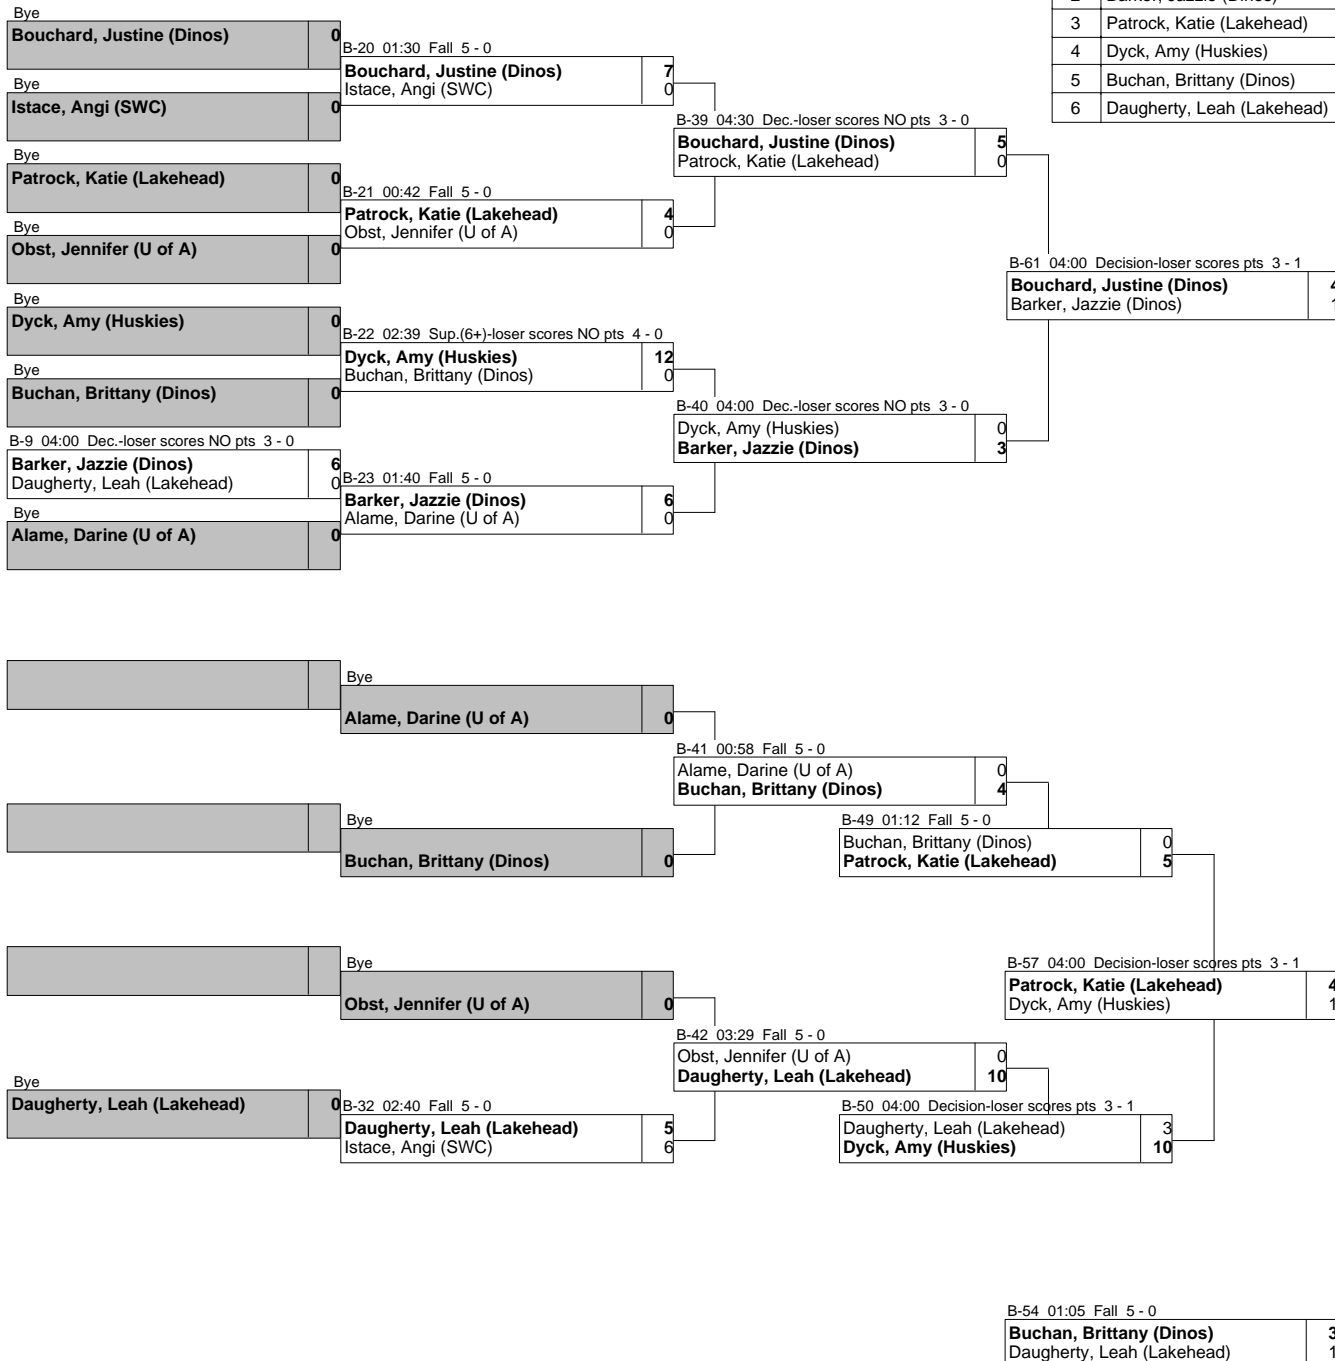 Bye
Bouchard, Justine (Dinos) 0
Bye
Istace, Angi (SWC) 0
Bye
Patrock, Katie (Lakehead) 0
Bye
Obst, Jennifer (U of A) 0
Bye
Dyck, Amy (Huskies) 0
Bye
Buchan, Brittany (Dinos) 0
B-9 04:00 Dec.-loser scores NO pts 3 - 0
Barker, Jazzie (Dinos) 6
Daugherty, Leah (Lakehead) 0
Bye
Alame, Darine (U of A) 0
B-20 01:30 Fall 5 - 0
Bouchard, Justine (Dinos) 7
Istace, Angi (SWC) 0
B-21 00:42 Fall 5 - 0
Patrock, Katie (Lakehead) 4
Obst, Jennifer (U of A) 0
B-22 02:39 Sup.(6+)-loser scores NO pts 4 - 0
Dyck, Amy (Huskies) 12
Buchan, Brittany (Dinos) 0
B-23 01:40 Fall 5 - 0
Barker, Jazzie (Dinos) 6
Alame, Darine (U of A) 0
B-39 04:30 Dec.-loser scores NO pts 3 - 0
Bouchard, Justine (Dinos) 5
Patrock, Katie (Lakehead) 0
B-40 04:00 Dec.-loser scores NO pts 3 - 0
Dyck, Amy (Huskies) 0
Barker, Jazzie (Dinos) 3
3 Patrock, Katie (Lakehead)
4 Dyck, Amy (Huskies)
5 Buchan, Brittany (Dinos)
6 Daugherty, Leah (Lakehead)
B-61 04:00 Decision-loser scores pts 3 - 1
Bouchard, Justine (Dinos) 4
Barker, Jazzie (Dinos) 1
Bye
Alame, Darine (U of A) 0
Bye
Buchan, Brittany (Dinos) 0
Bye
Obst, Jennifer (U of A) 0
Bye
Daugherty, Leah (Lakehead) 0
B-32 02:40 Fall 5 - 0
Daugherty, Leah (Lakehead) 5
Istace, Angi (SWC) 6
B-41 00:58 Fall 5 - 0
Alame, Darine (U of A) 0
Buchan, Brittany (Dinos) 4
B-42 03:29 Fall 5 - 0
Obst, Jennifer (U of A) 0
Daugherty, Leah (Lakehead) 10
B-49 01:12 Fall 5 - 0
Buchan, Brittany (Dinos) 0
Patrock, Katie (Lakehead) 5
B-50 04:00 Decision-loser scores pts 3 - 1
Daugherty, Leah (Lakehead) 3
Dyck, Amy (Huskies) 10
B-57 04:00 Decision-loser scores pts 3 - 1
Patrock, Katie (Lakehead) 4
Dyck, Amy (Huskies) 1
B-54 01:05 Fall 5 - 0
Buchan, Brittany (Dinos) 3
Daugherty, Leah (Lakehead) 1